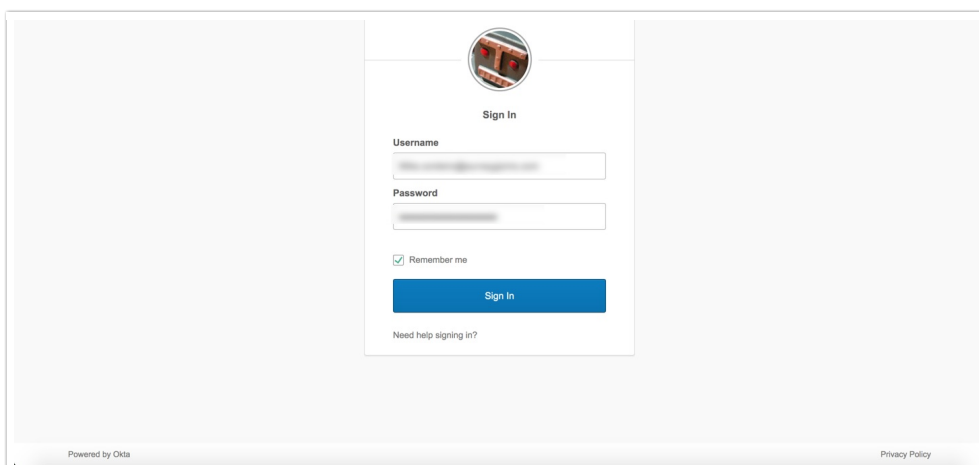 Sign In
Username
Password
Remember me
Sign In
Need help signing in?
Powered by Okta
Privacy Policy